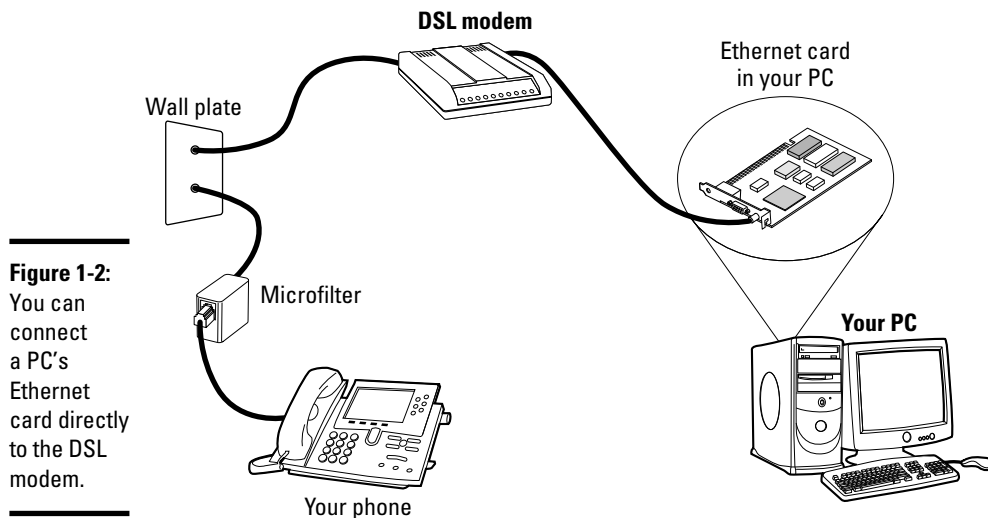 DSL modem
Ethernet card
in your PC
Wall plate
Microfilter
Your PC
Your phone
Figure 1-2:
You can
connect
a PC's
Ethernet
card directly
to the DSL
modem.